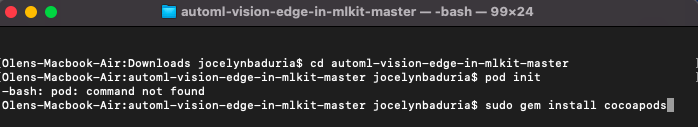 automl-vision-edge-in-mlkit-master — -bash — 99×24
[Olens-Macbook-Air:Downloads jocelynbaduria$ cd automl-vision-edge-in-mlkit-master ]
[Olens-Macbook-Air:automl-vision-edge-in-mlkit-master jocelynbaduria$ pod init ]
-bash: pod: command not found
Olens-Macbook-Air:automl-vision-edge-in-mlkit-master jocelynbaduria$ sudo gem install cocoapods